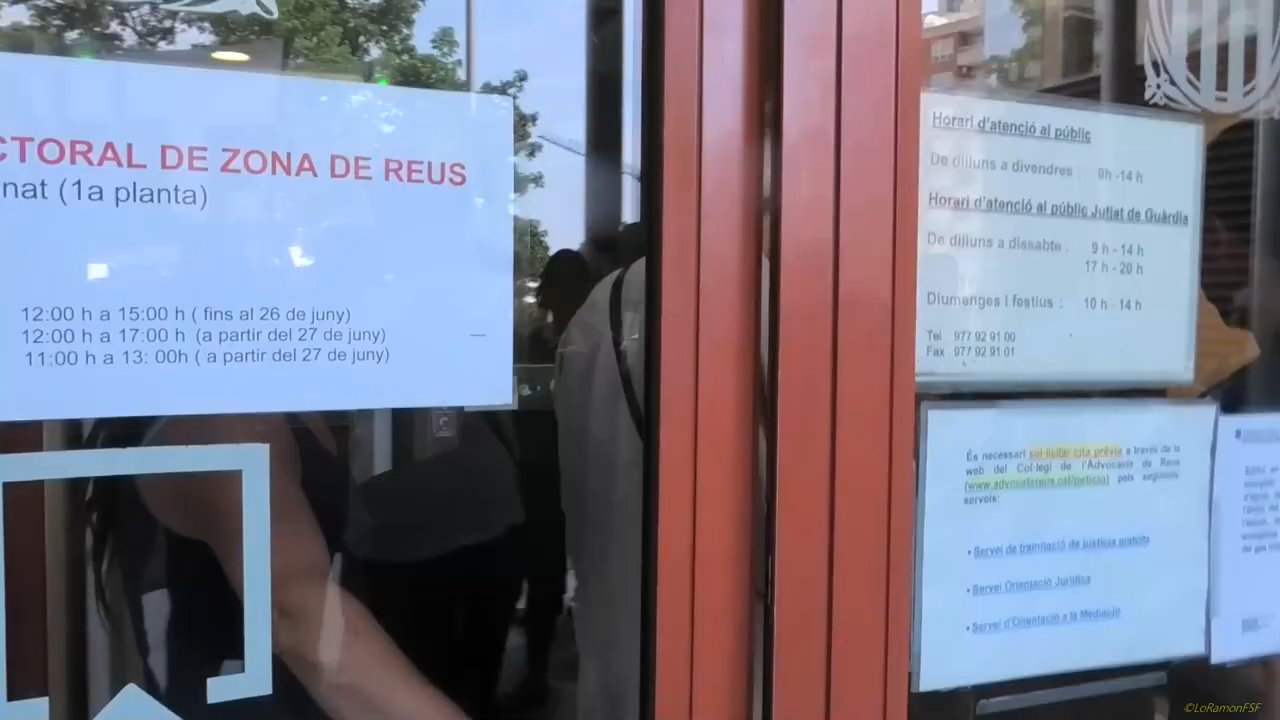 CTORAL DE ZONA DE REUS
nat (1a planta)
12:00 h a 15:00 h ( fins al 26 de juny)
12:00 h a 17:00 h (a partir del 27 de juny)
11:00 h a 13: 00h ( a partir del 27 de juny)
Horari d'atenció al públic
De dilluns a divendres : 9h -14 h
Horari d'atenció al públic Jutjat de Guàrdia
De dilluns a dissabte : 9 h - 14 h
17 h - 20 h
Diumenges i festius : 10 h - 14 h
Tel 977 92 91 00
Fax 977 92 91 01
És necessari sol·licitar cita prèvia a través de la
web del Col·legi de l'Advocacia de Reus
(www.advocatsreus.cat/peticio) pels següents
serveis:
• Servei de tramitació de justícia gratuïta
• Servei Orientació Jurídica
• Servei d'Orientació a la Mediació
©LoRamonFSF